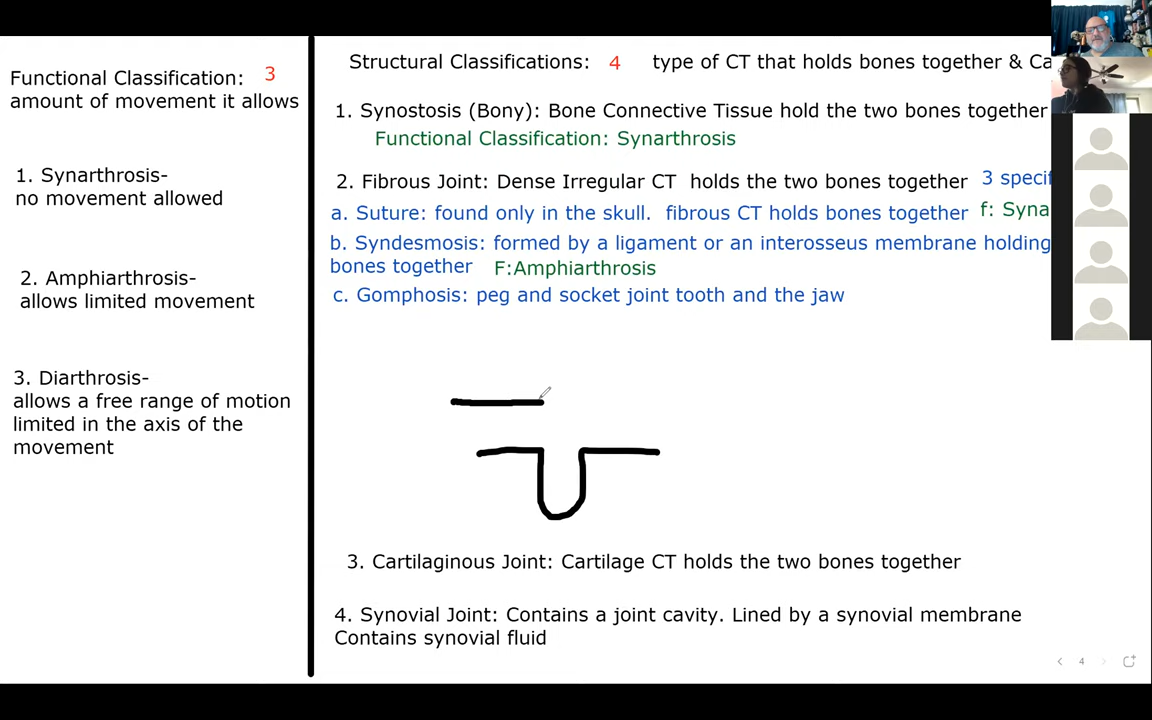 Functional Classification: 3
amount of movement it allows
1. Synarthrosis-
no movement allowed
2. Amphiarthrosis-
allows limited movement
3. Diarthrosis-
allows a free range of motion
limited in the axis of the
movement
Structural Classifications: 4 type of CT that holds bones together & Ca
1. Synostosis (Bony): Bone Connective Tissue hold the two bones together
Functional Classification: Synarthrosis
2. Fibrous Joint: Dense Irregular CT holds the two bones together 3 specif
a. Suture: found only in the skull. fibrous CT holds bones together f: Syna
b. Syndesmosis: formed by a ligament or an interosseus membrane holding
bones together F:Amphiarthrosis
c. Gomphosis: peg and socket joint tooth and the jaw
3. Cartilaginous Joint: Cartilage CT holds the two bones together
4. Synovial Joint: Contains a joint cavity. Lined by a synovial membrane
Contains synovial fluid
4